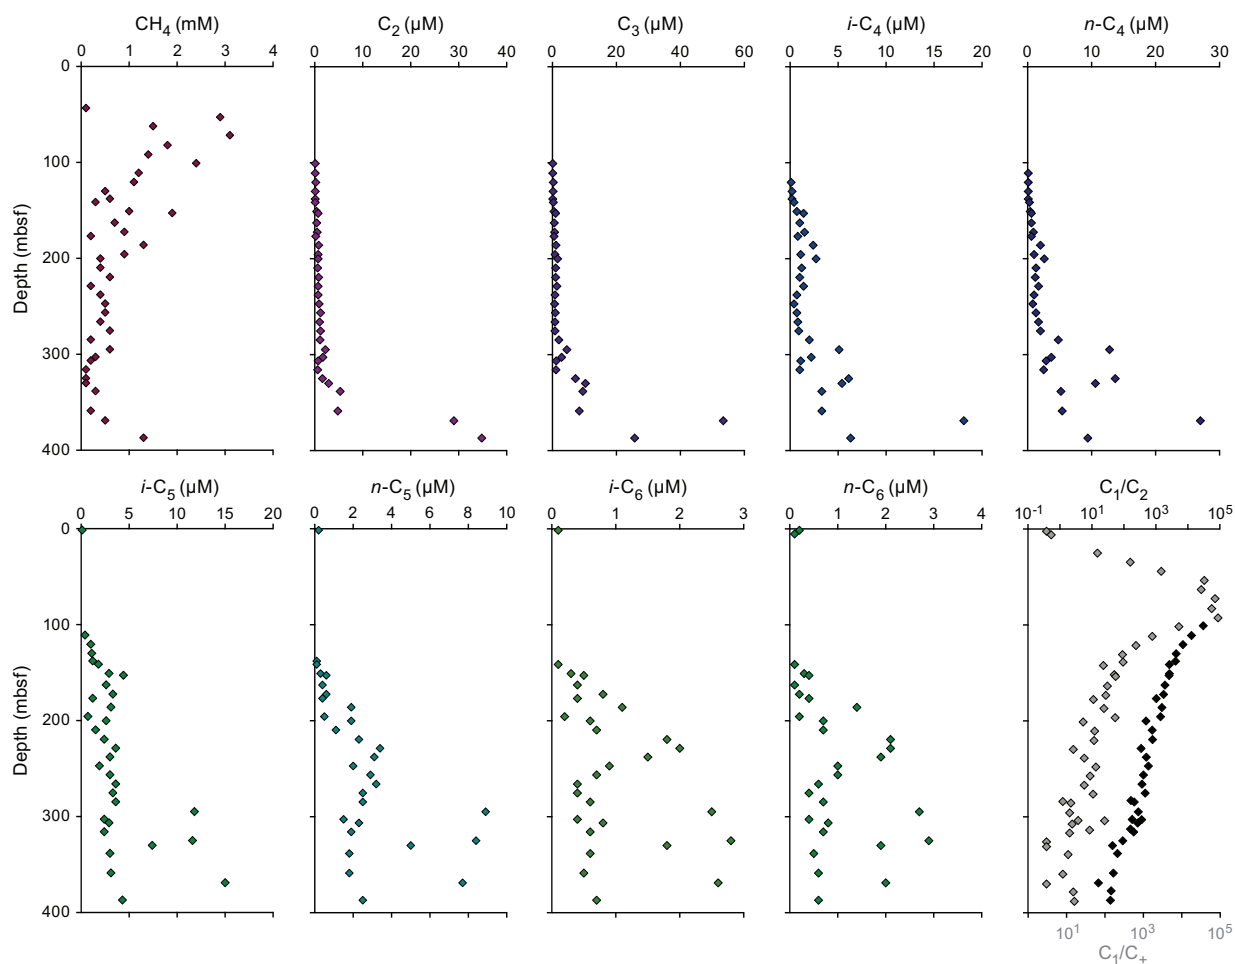 CH4 (mM) C2 (µM) C3 (µM) i-C4 (µM) n-C4 (µM)
0 1 2 3 4 0 10 20 30 40 0 20 40 60 0 5 10 15 20 0 10 20 30
0
100
200
300
400
Depth (mbsf)
i-C5 (µM) n-C5 (µM) i-C6 (µM) n-C6 (µM) C1/C2
0 5 10 15 20 0 2 4 6 8 10 0 1 2 3 0 1 2 3 4 10-1 101 103 105
0
100
200
300
400
Depth (mbsf)
101 103 105
C1/C+